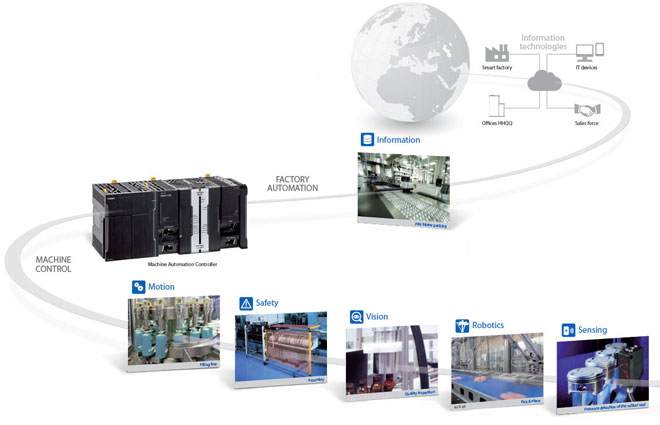 Information
technologies
Smart factory
IT devices
Offices HHQQ
Sales force
Information
FACTORY
AUTOMATION
MACHINE
CONTROL
Machine Automation Controller
Motion
Safety
Vision
Robotics
Sensing
Filling line
Assembly
Quality inspection
Pick & Place
Pressure detection of the rubber seal